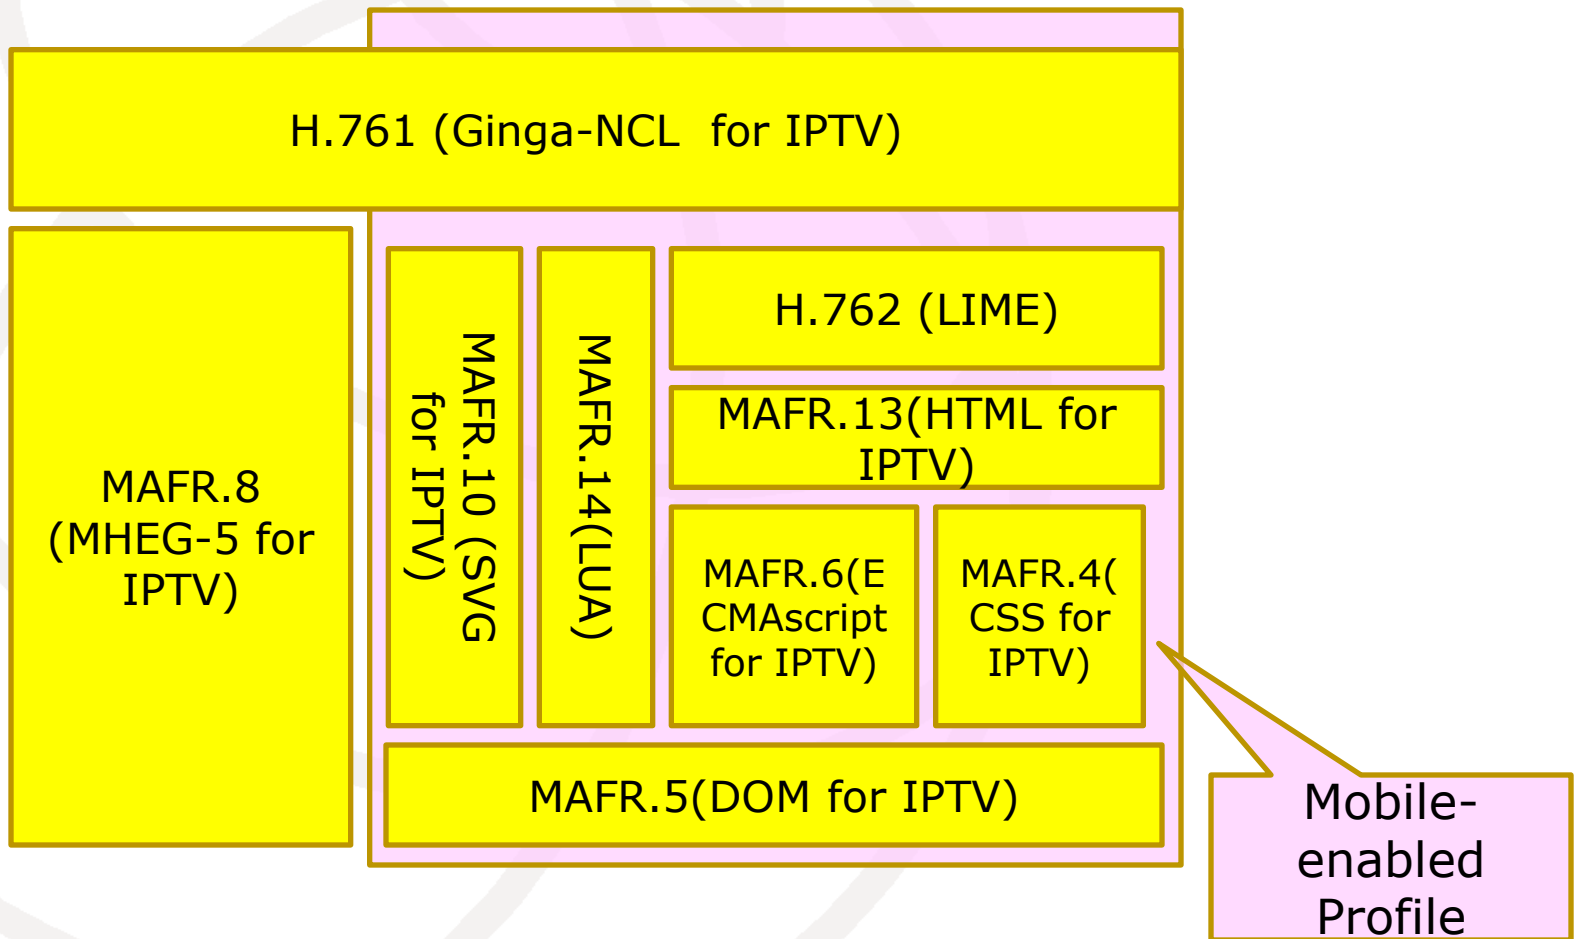 H.761 (Ginga-NCL  for IPTV)
MAFR.8
(MHEG-5 for
IPTV)
MAFR.10 (SVG
for IPTV)
MAFR.14(LUA)
H.762 (LIME)
MAFR.13(HTML for
IPTV)
MAFR.6(E
CMAscript
for IPTV)
MAFR.4(
CSS for
IPTV)
MAFR.5(DOM for IPTV)
Mobile-
enabled
Profile